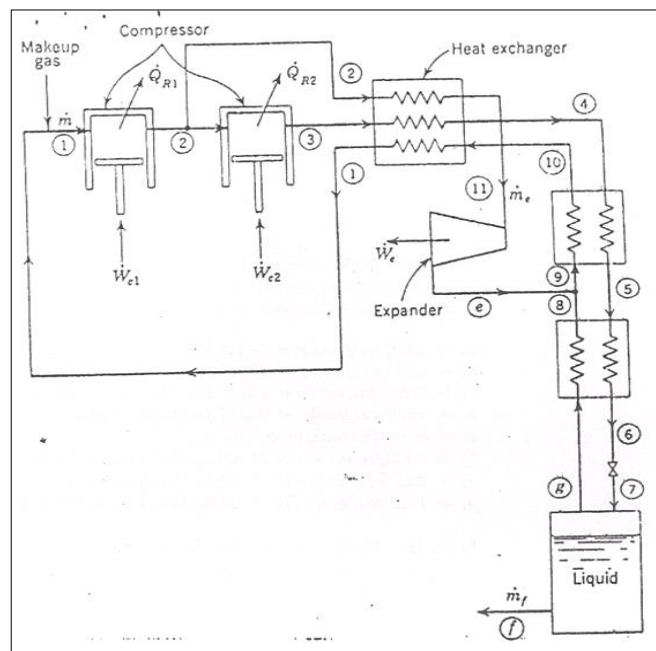 Compressor
Makeup
gas
Q̇R1
Q̇R2
Heat exchanger
ṁ
1
2
3
2
4
1
10
11
ṁe
Ẇe
Ẇc1
Ẇc2
Expander
e
9
8
5
6
g
7
Liquid
ṁf
f